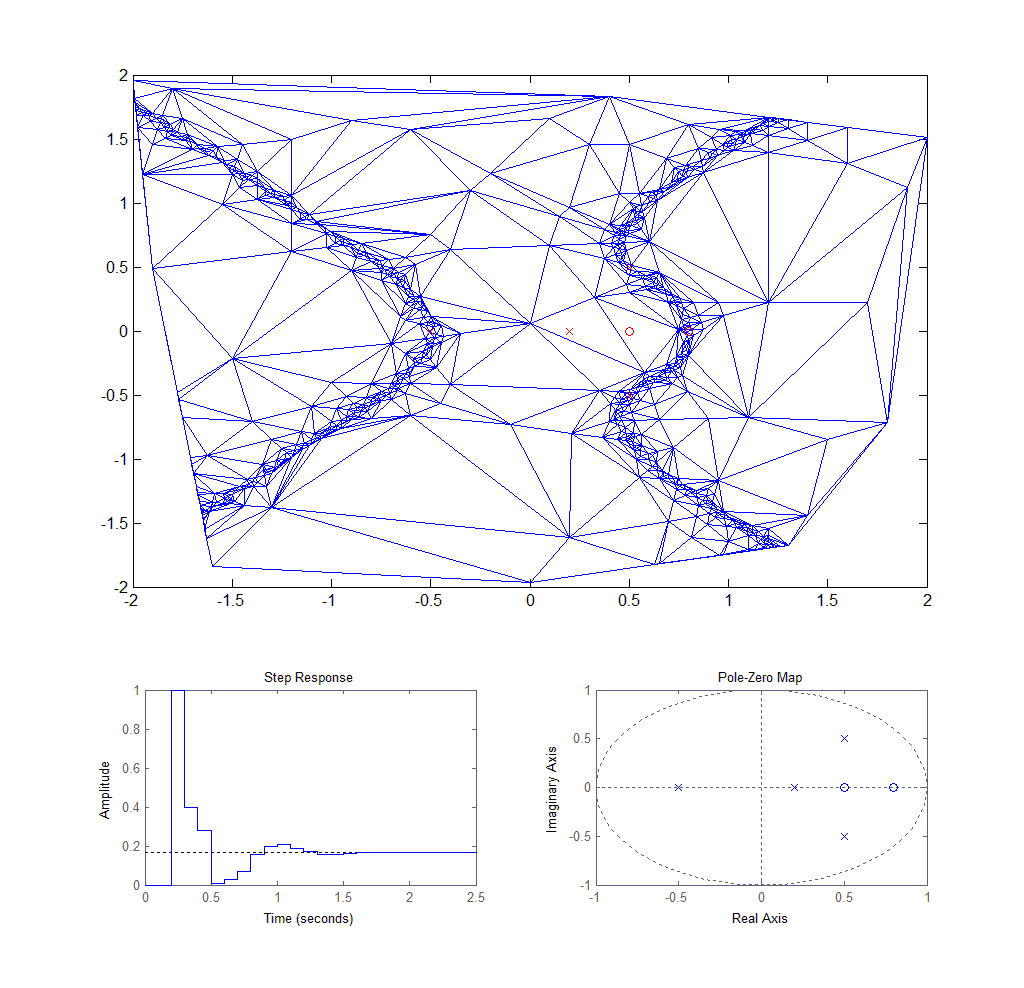 2
1.5
1
0.5
0
-0.5
-1
-1.5
-2
-2 -1.5 -1 -0.5 0 0.5 1 1.5 2
Step Response
Amplitude
1
0.8
0.6
0.4
0.2
0
0 0.5 1 1.5 2 2.5
Time (seconds)
Pole-Zero Map
Imaginary Axis
1
0.5
0
-0.5
-1
-1 -0.5 0 0.5 1
Real Axis